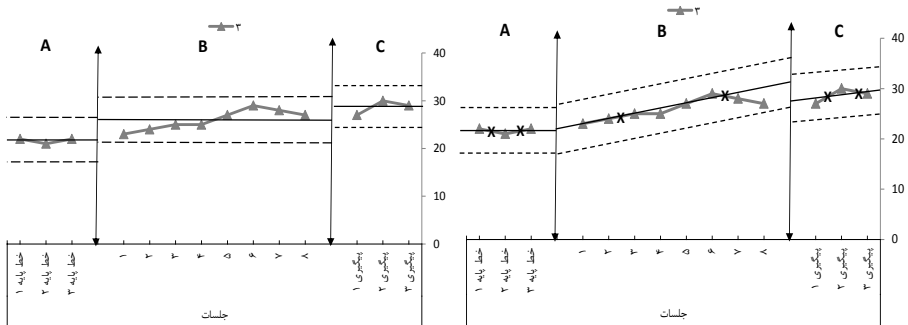 ۳
A B C
40
30
20
10
0
خط پایه ۱
خط پایه ۲
خط پایه ۳
۱
۲
۳
۴
۵
۶
۷
۸
پیگیری ۱
پیگیری ۲
پیگیری ۳
جلسات
۳
A B C
40
30
20
10
0
X X X X X X
خط پایه ۱
خط پایه ۲
خط پایه ۳
۱
۲
۳
۴
۵
۶
۷
۸
پیگیری ۱
پیگیری ۲
پیگیری ۳
جلسات